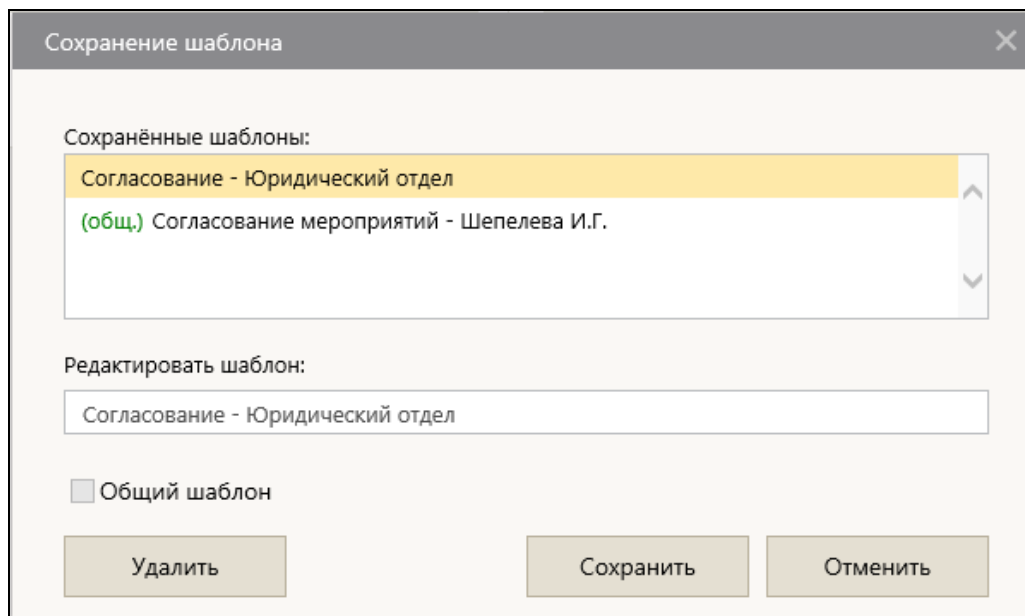 Сохранение шаблона
Сохранённые шаблоны:
Согласование - Юридический отдел
(общ.) Согласование мероприятий - Шепелева И.Г.
Редактировать шаблон:
Согласование - Юридический отдел
Общий шаблон
Удалить Сохранить Отменить